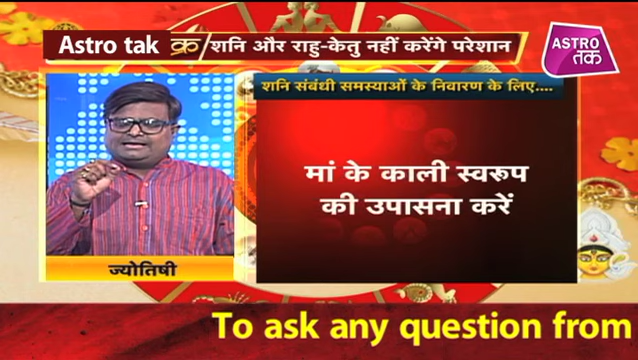 Astro tak क्र शनि और राहु-केतु नहीं करेंगे परेशान
ASTRO
तक
शनि संबंधी समस्याओं के निवारण के लिए....
मां के काली स्वरूप
की उपासना करें
ज्योतिषी
To ask any question from